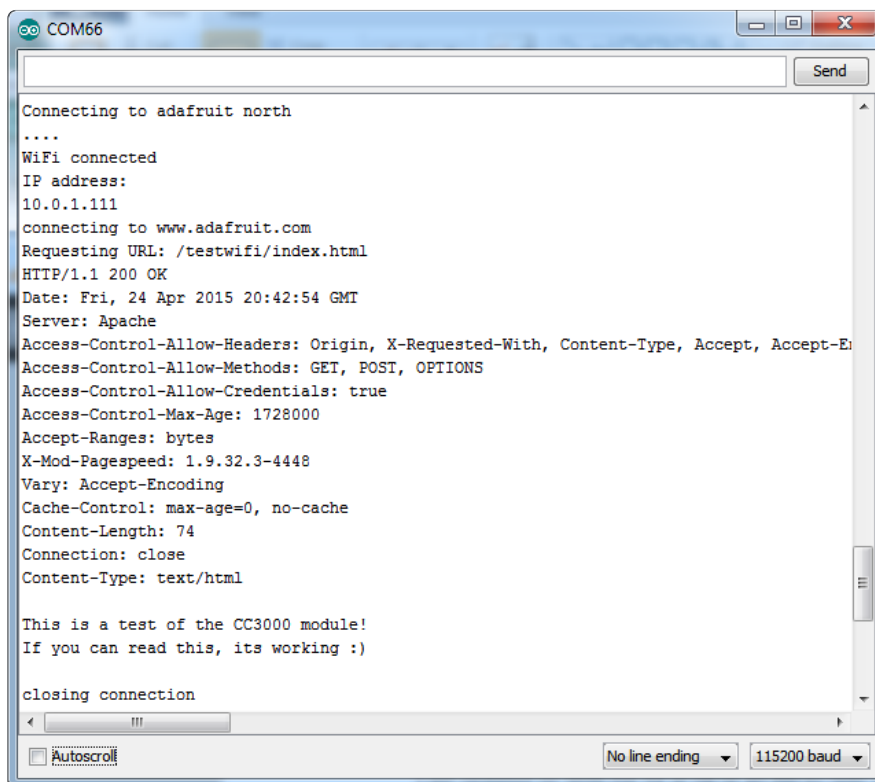 COM66
Send
Connecting to adafruit north
....
WiFi connected
IP address:
10.0.1.111
connecting to www.adafruit.com
Requesting URL: /testwifi/index.html
HTTP/1.1 200 OK
Date: Fri, 24 Apr 2015 20:42:54 GMT
Server: Apache
Access-Control-Allow-Headers: Origin, X-Requested-With, Content-Type, Accept,
Access-Control-Allow-Methods: GET, POST, OPTIONS
Access-Control-Allow-Credentials: true
Access-Control-Max-Age: 1728000
Accept-Ranges: bytes
X-Mod-Pagespeed: 1.9.32.3-4448
Vary: Accept-Encoding
Cache-Control: max-age=0, no-cache
Content-Length: 74
Connection: close
Content-Type: text/html
This is a test of the CC3000 module!
If you can read this, its working :)
closing connection
Autoscroll
No line ending
115200 baud